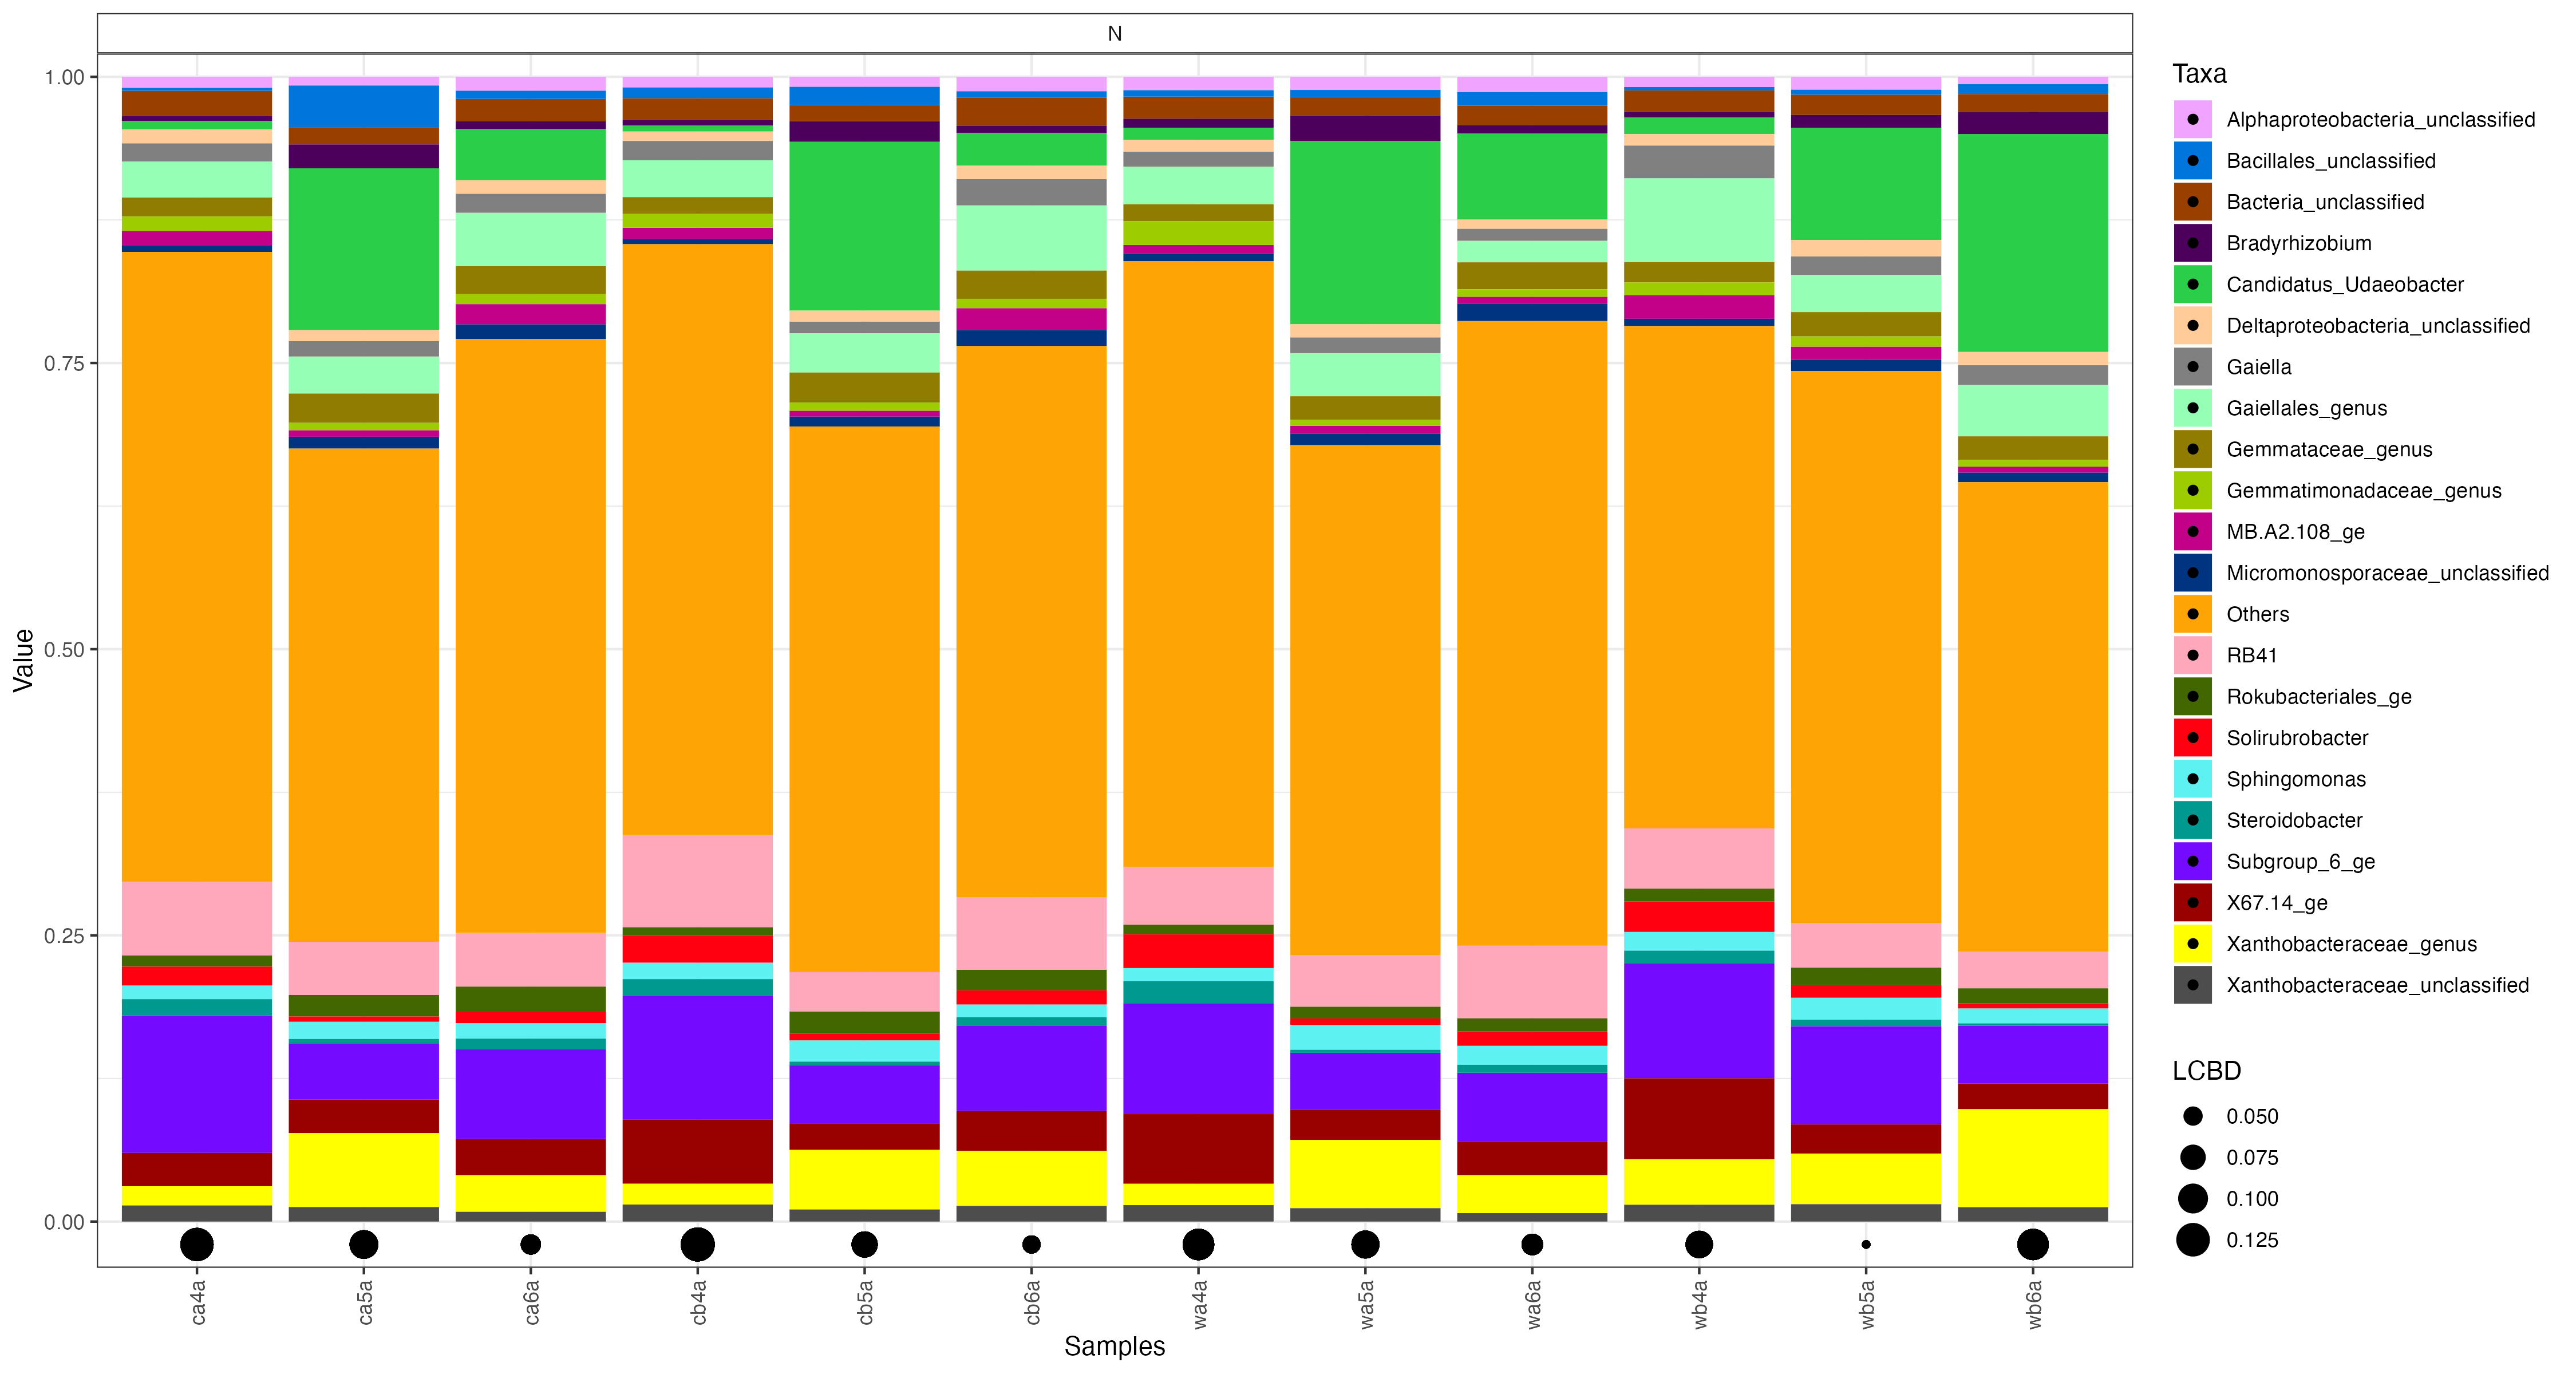 N
1.00
0.75
0.50
0.25
0.00
Value
ca4a
ca5a
ca6a
cb4a
cb5a
cb6a
wa4a
wa5a
wa6a
wb4a
wb5a
wb6a
Samples
Taxa
Alphaproteobacteria_unclassified
Bacillales_unclassified
Bacteria_unclassified
Bradyrhizobium
Candidatus_Udaeobacter
Deltaproteobacteria_unclassified
Gaiella
Gaiellales_genus
Gemmataceae_genus
Gemmatimonadaceae_genus
MB.A2.108_ge
Micromonosporaceae_unclassified
Others
RB41
Rokubacteriales_ge
Solirubrobacter
Sphingomonas
Steroidobacter
Subgroup_6_ge
X67.14_ge
Xanthobacteraceae_genus
Xanthobacteraceae_unclassified
LCBD
0.050
0.075
0.100
0.125